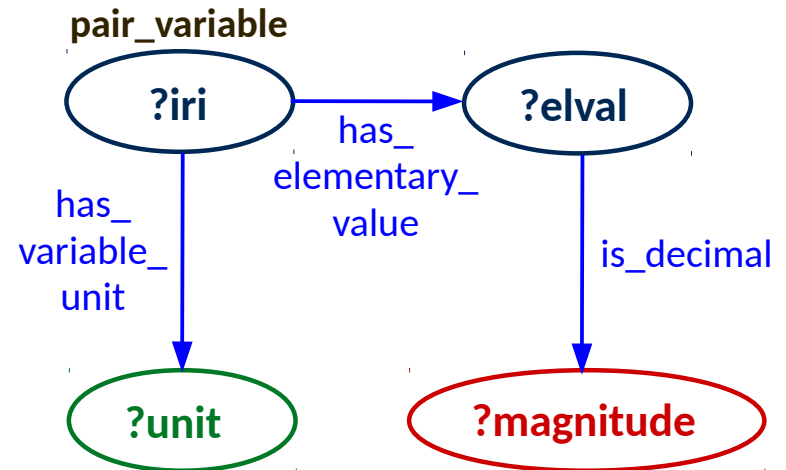 pair_variable
?iri
?elval
has_
elementary_
value
has_
variable_
unit
is_decimal
?unit
?magnitude